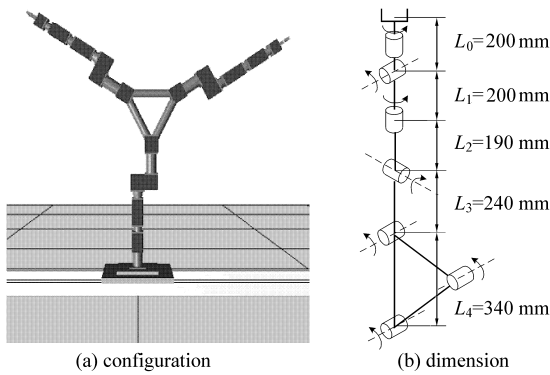 L0=200 mm
L1=200 mm
L2=190 mm
L3=240 mm
L4=340 mm
(a) configuration
(b) dimension